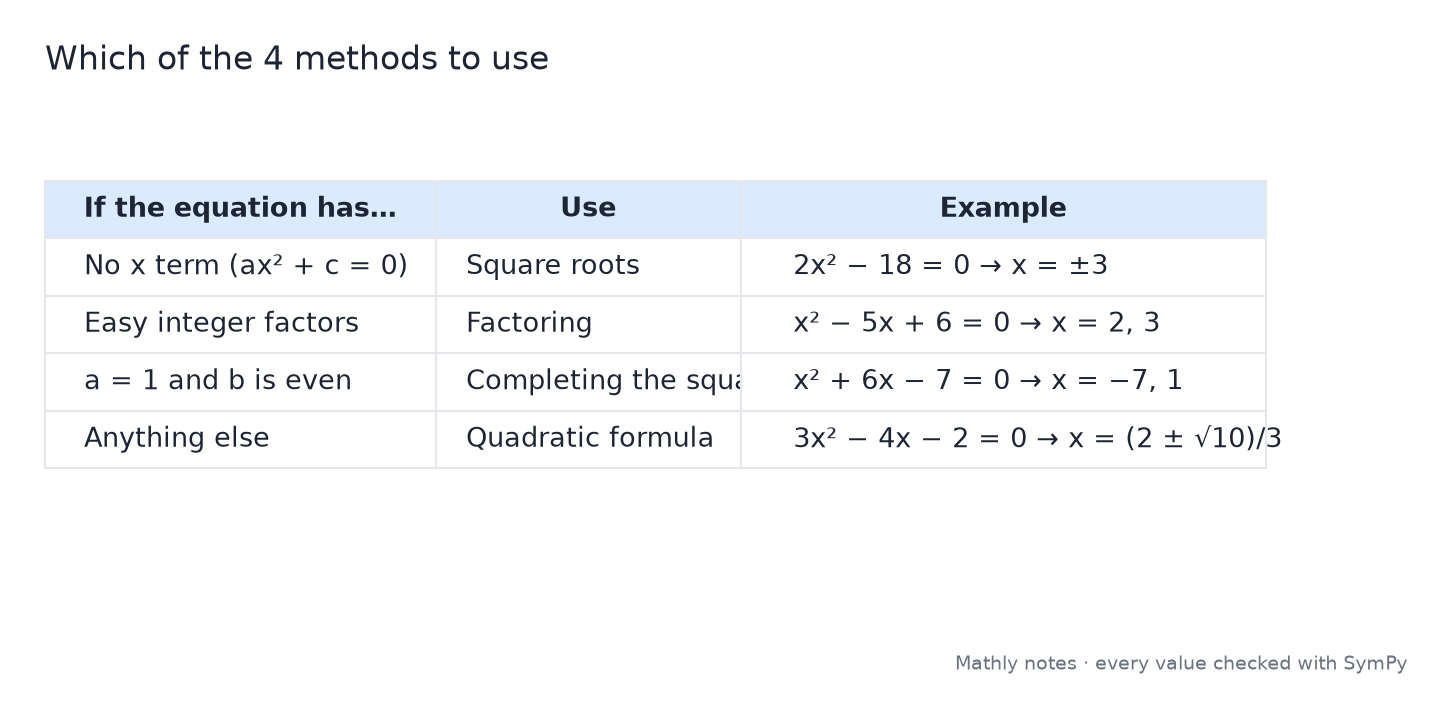 Which of the 4 methods to use
If the equation has… Use Example
No x term (ax² + c = 0) Square roots 2x² − 18 = 0 → x = ±3
Easy integer factors Factoring x² − 5x + 6 = 0 → x = 2, 3
a = 1 and b is even Completing the x² + 6x − 7 = 0 → x = −7, 1
Anything else Quadratic formula 3x² − 4x − 2 = 0 → x = (2 ± √10)/3
Mathly notes · every value checked with SymPy